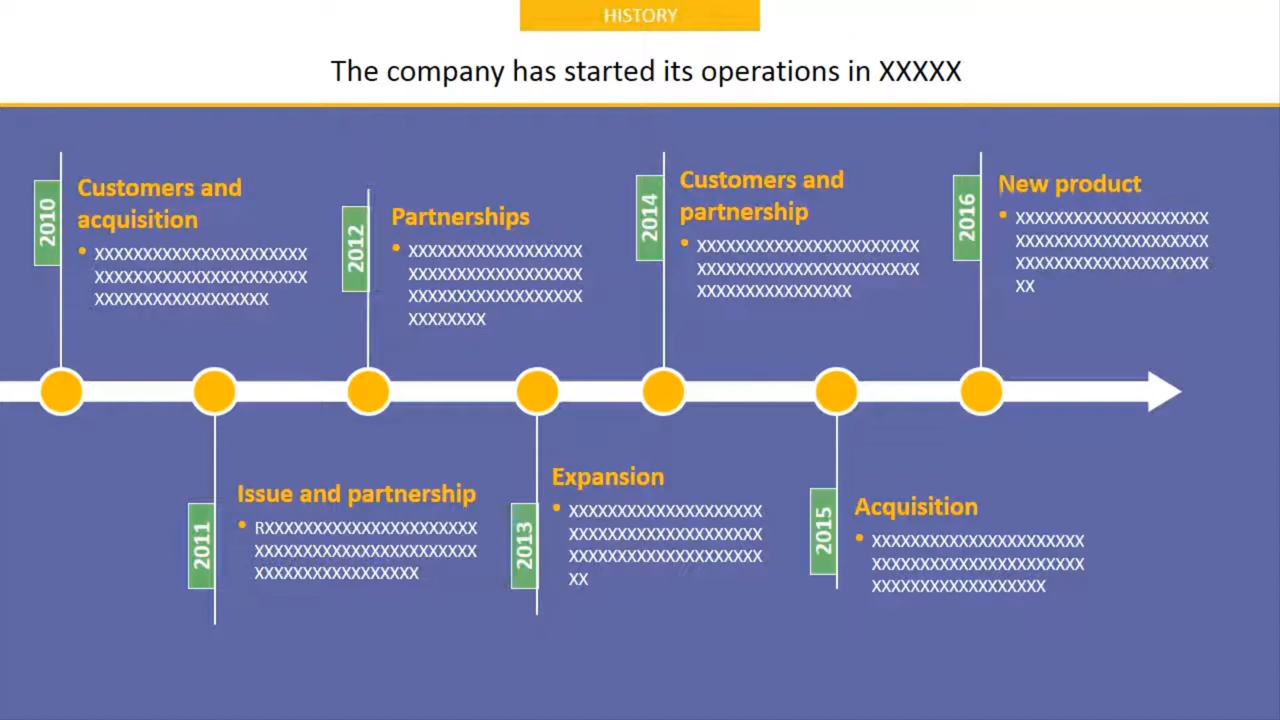 HISTORY
The company has started its operations in XXXXX
2010
Customers and
acquisition
• XXXXXXXXXXXXXXXXXXXXXX
XXXXXXXXXXXXXXXXXXXXXX
XXXXXXXXXXXXXXXXXX
2012
Partnerships
• XXXXXXXXXXXXXXXXXX
XXXXXXXXXXXXXXXXXX
XXXXXXXXXXXXXXXXXX
XXXXXXXX
2014
Customers and
partnership
• XXXXXXXXXXXXXXXXXXXXXXX
XXXXXXXXXXXXXXXXXXXXXXX
XXXXXXXXXXXXXXXX
2016
New product
• XXXXXXXXXXXXXXXXXXXX
XXXXXXXXXXXXXXXXXXXX
XXXXXXXXXXXXXXXXXXXX
XX
2011
Issue and partnership
• RXXXXXXXXXXXXXXXXXXXXXX
XXXXXXXXXXXXXXXXXXXXXXX
XXXXXXXXXXXXXXXXX
2013
Expansion
• XXXXXXXXXXXXXXXXXXXX
XXXXXXXXXXXXXXXXXXXX
XXXXXXXXXXXXXXXXXXXX
XX
2015
Acquisition
• XXXXXXXXXXXXXXXXXXXXXX
XXXXXXXXXXXXXXXXXXXXXX
XXXXXXXXXXXXXXXXXX